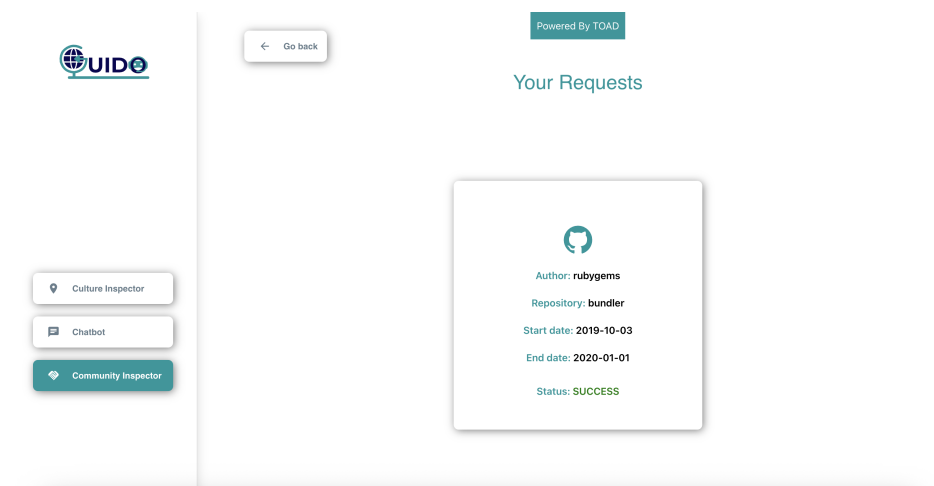 GUIDO
Go back
Powered By TOAD
Your Requests
Author: rubygems
Repository: bundler
Start date: 2019-10-03
End date: 2020-01-01
Status: SUCCESS
Culture Inspector
Chatbot
Community Inspector